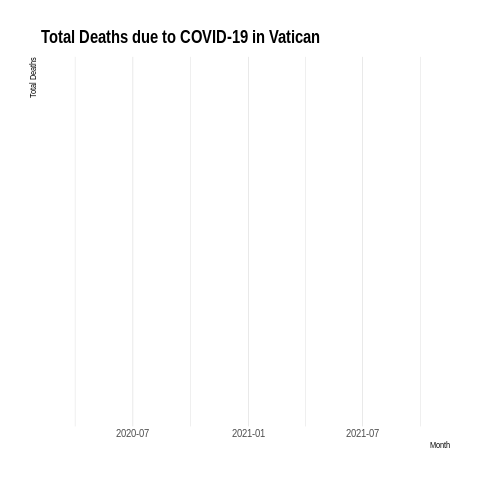 Total Deaths due to COVID-19 in Vatican
Total Deaths
2020-07
2021-01
2021-07
Month